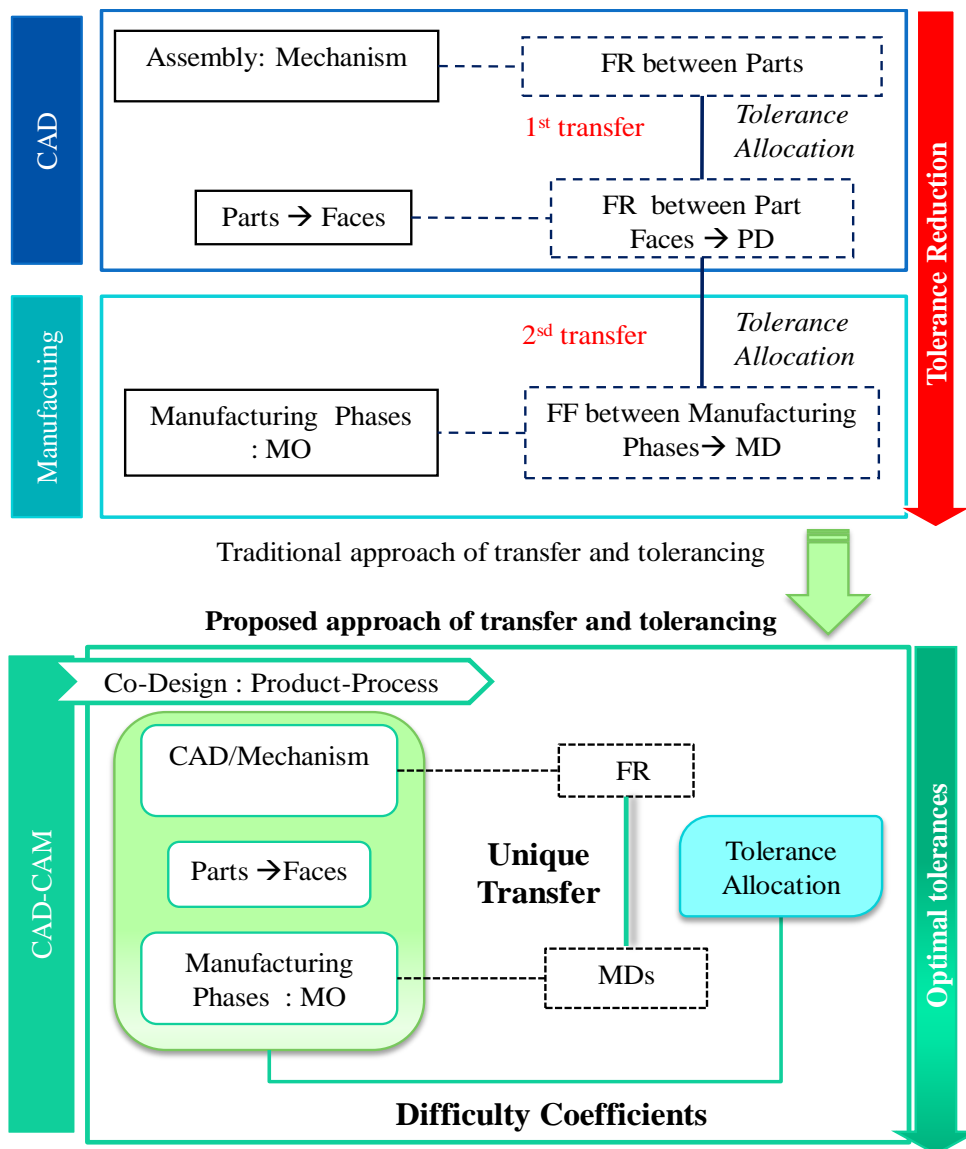 CAD
Assembly: Mechanism
FR between Parts
1st transfer
Tolerance
Allocation
Parts → Faces
FR between Part
Faces → PD
Tolerance Reduction
Manufactuing
2sd transfer
Tolerance
Allocation
Manufacturing Phases
: MO
FF between Manufacturing
Phases→ MD
Traditional approach of transfer and tolerancing
Proposed approach of transfer and tolerancing
CAD-CAM
Co-Design : Product-Process
CAD/Mechanism
FR
Parts →Faces
Unique
Transfer
Tolerance
Allocation
Manufacturing
Phases : MO
MDs
Difficulty Coefficients
Optimal tolerances